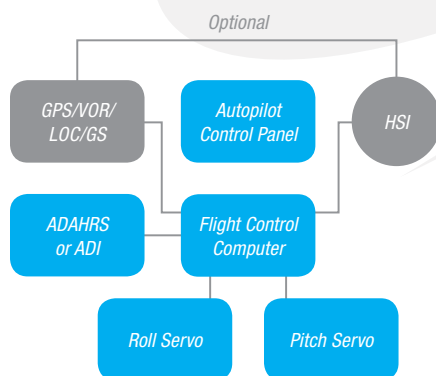 Optional
GPS/VOR/
LOC/GS
Autopilot
Control Panel
HSI
ADAHRS
or ADI
Flight Control
Computer
Roll Servo
Pitch Servo